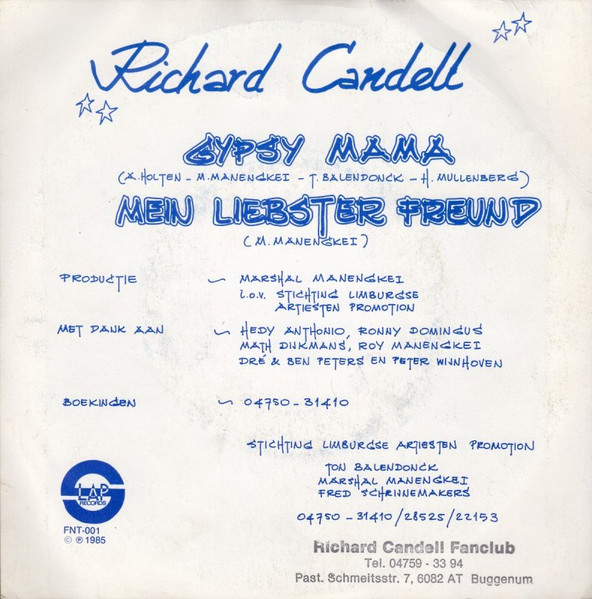 Richard Candell
GYPSY MAMA
(A. HOLTEN - M. MANENGKEI - T. BALENDONCK - H. MULLENBERG)
MEIN LIEBSTER FREUND
(M. MANENGKEI)
PRODUCTIE ~ MARSHAL MANENGKEI
i.o.v. STICHTING LIMBURGSE
ARTIESTEN PROMOTION
MET DANK AAN ~ HEDY ANTHONIO, RONNY DOMINGUS
MATH DIJKMANS, ROY MANENGKEI
DRÉ & BEN PETERS EN PETER WIJNHOVEN
BOEKINGEN ~ 04750-31410
STICHTING LIMBURGSE ARTIESTEN PROMOTION
TON BALENDONCK
MARSHAL MANENGKEI
FRED SCHRIJNEMAKERS
04750-31410/28525/22153
LAP
RECORDS
FNT-001
© ℗ 1985
Richard Candell Fanclub
Tel. 04759 - 33 94
Past. Schmeitsstr. 7, 6082 AT Buggenum